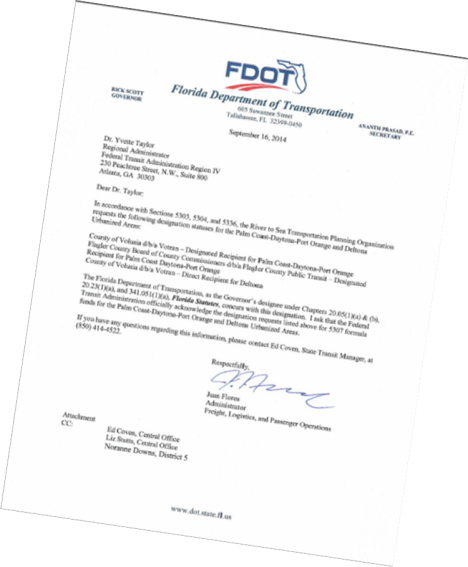 FDOT
Florida Department of Transportation
RICK SCOTT
GOVERNOR
605 Suwannee Street
Tallahassee, FL 32399-0450
ANANTH PRASAD, P.E.
SECRETARY
September 16, 2014
Dr. Yvette Taylor
Regional Administrator
Federal Transit Administration Region IV
230 Peachtree Street, N.W., Suite 800
Atlanta, GA 30303
Dear Dr. Taylor:
In accordance with Sections 5303, 5304, and 5336, the River to Sea Transportation Planning Organization
requests the following designation statuses for the Palm Coast-Daytona-Port Orange and Deltona
Urbanized Areas:
County of Volusia d/b/a Votran – Designated Recipient for Palm Coast-Daytona-Port Orange
Flagler County Board of County Commissioners d/b/a Flagler County Public Transit – Designated
Recipient for Palm Coast Daytona-Port Orange
County of Volusia d/b/a Votran – Direct Recipient for Deltona
The Florida Department of Transportation, as the Governor's designee under Chapters 20.05(1)(a) & (b),
20.23(1)(a), and 341.051(1)(a), Florida Statutes, concurs with this designation. I ask that the Federal
Transit Administration officially acknowledge the designation requests listed above for 5307 formula
funds for the Palm Coast-Daytona-Port Orange and Deltona Urbanized Areas.
If you have any questions regarding this information, please contact Ed Coven, State Transit Manager, at
(850) 414-4522.
Respectfully,
Juan Flores
Administrator
Freight, Logistics, and Passenger Operations
Attachment
CC:
Ed Coven, Central Office
Liz Stutts, Central Office
Noranne Downs, District 5
www.dot.state.fl.us